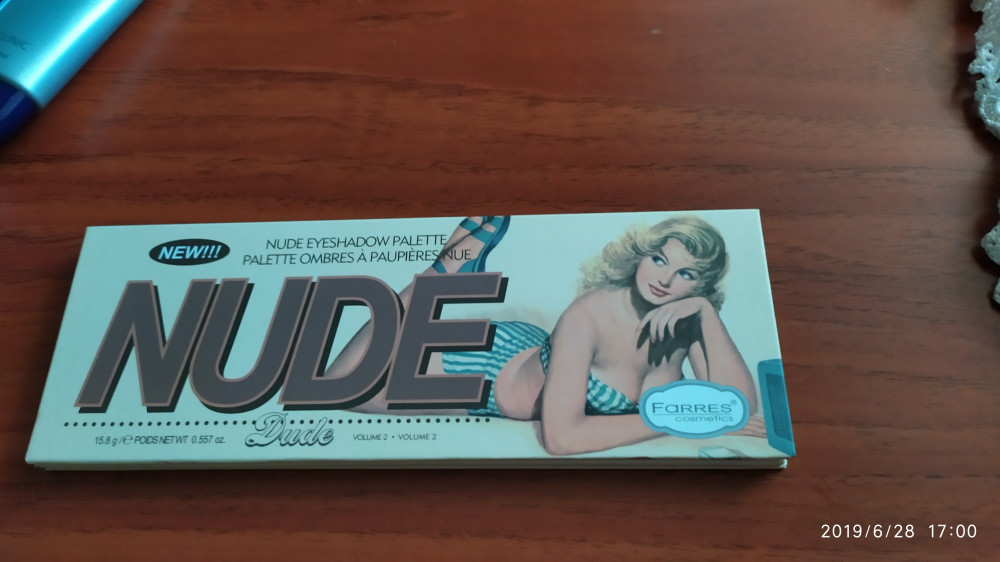 NEW!!!
NUDE EYESHADOW PALETTE
PALETTE OMBRES À PAUPIÈRES NUE
NUDE
Dude
15.8 g / ℮ POIDS NET WT 0.557 oz.
VOLUME 2 • VOLUME 2
FARRES®
cosmetics
2019/6/28 17:00